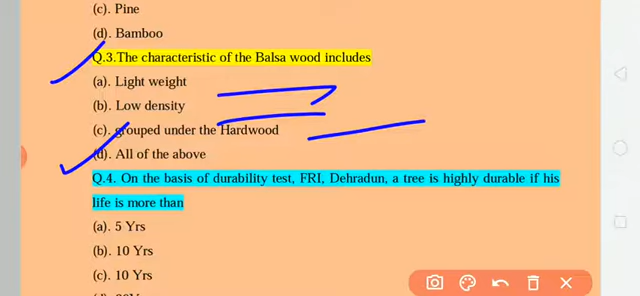 (c). Pine
(d). Bamboo
Q.3.The characteristic of the Balsa wood includes
(a). Light weight
(b). Low density
(c). grouped under the Hardwood
(d). All of the above
Q.4. On the basis of durability test, FRI, Dehradun, a tree is highly durable if his
life is more than
(a). 5 Yrs
(b). 10 Yrs
(c). 10 Yrs